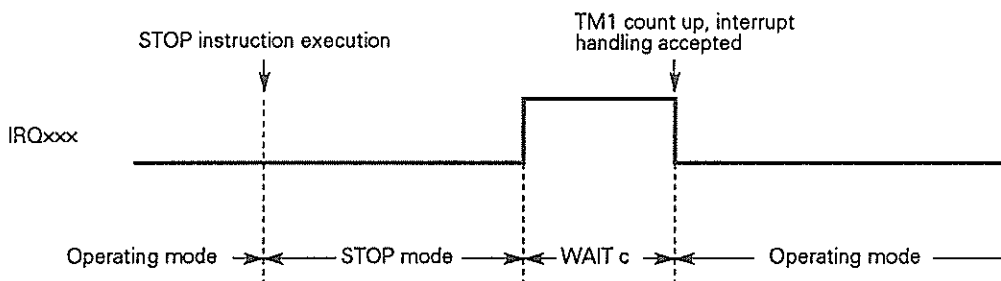 TM1 count up, interrupt
STOP instruction execution
handling accepted
IRQxxx
Operating mode
STOP mode
WAIT c
Operating mode